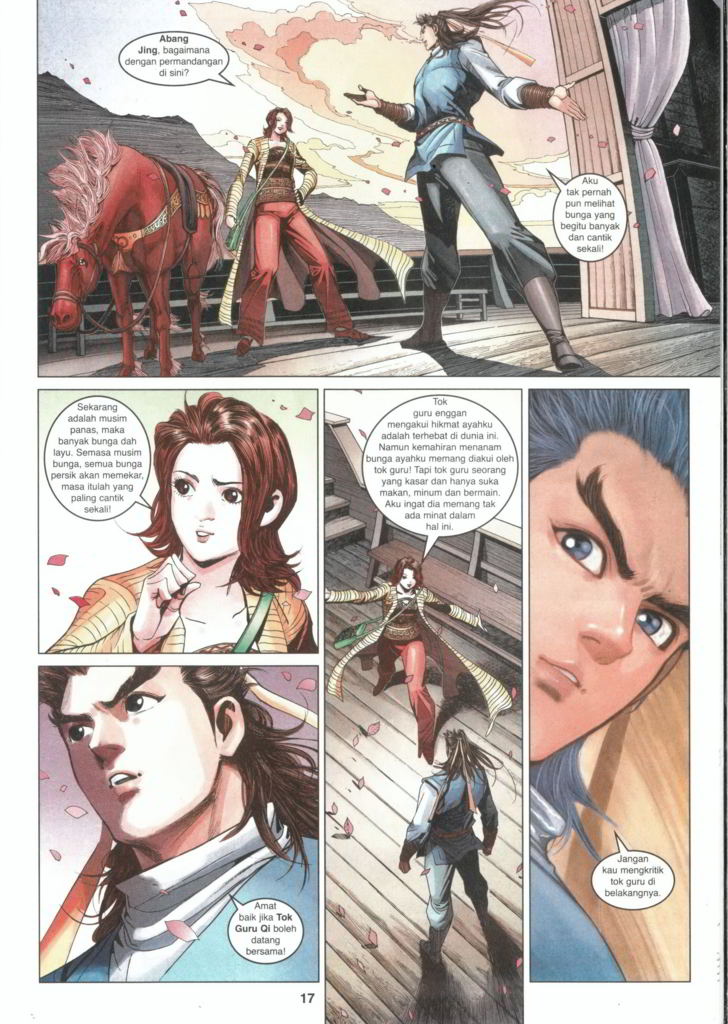 Abang
Jing, bagaimana
dengan permandangan
di sini?
Aku
tak pernah
pun melihat
bunga yang
begitu banyak
dan cantik
sekali!
Sekarang
adalah musim
panas, maka
banyak bunga dah
layu. Semasa musim
bunga, semua bunga
persik akan memekar,
masa itulah yang
paling cantik
sekali!
Amat
baik jika Tok
Guru Qi boleh
datang
bersama!
Tok
guru enggan
mengakui hikmat ayahku
adalah terhebat di dunia ini.
Namun kemahiran menanam
bunga ayahku memang diakui oleh
tok guru! Tapi tok guru seorang
yang kasar dan hanya suka
makan, minum dan bermain.
Aku ingat dia memang tak
ada minat dalam
hal ini.
Jangan
kau mengkritik
tok guru di
belakangnya.
17